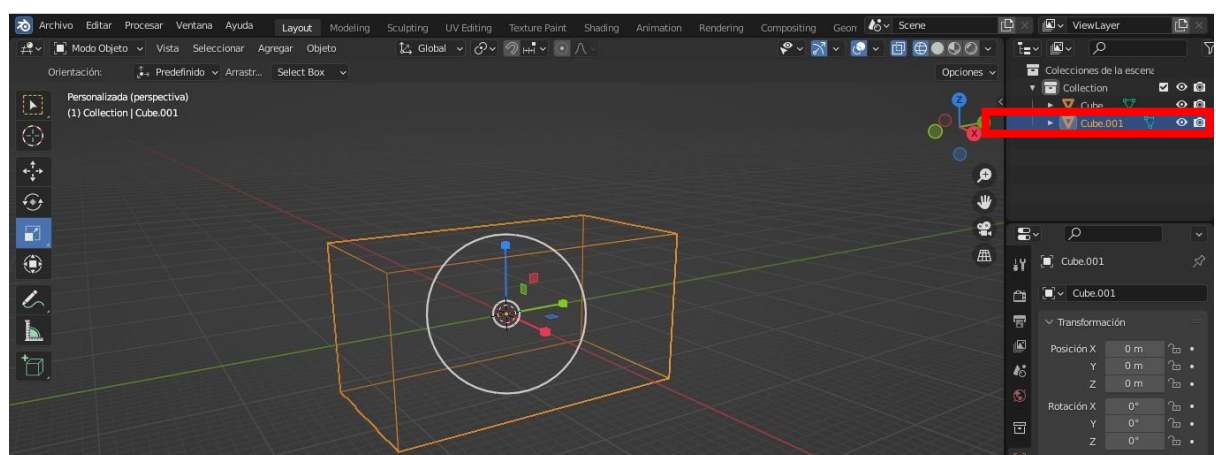 Archivo Editar Procesar Ventana Ayuda Layout Modeling Sculpting UV Editing Texture Paint Shading Animation Rendering Compositing Geon Scene ViewLayer
Modo Objeto Vista Seleccionar Agregar Objeto Global
Orientación: Predefinido Arrastr... Select Box Opciones
Personalizada (perspectiva)
(1) Collection | Cube.001
Z
X
Colecciones de la escena
Collection
Cube
Cube.001
Cube.001
Cube.001
Transformación
Posición X 0 m
Y 0 m
Z 0 m
Rotación X 0°
Y 0°
Z 0°